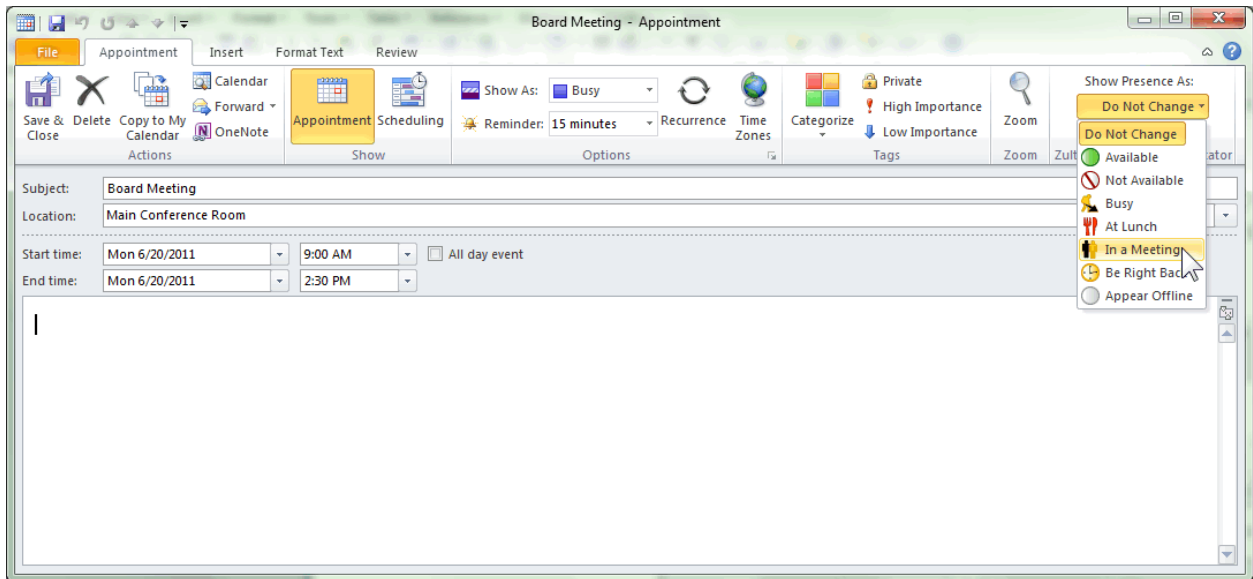 Board Meeting - Appointment
File Appointment Insert Format Text Review
Save & Close
Delete
Copy to My Calendar
Calendar
Forward
OneNote
Actions
Appointment
Scheduling
Show
Show As: Busy
Reminder: 15 minutes
Recurrence
Time Zones
Options
Categorize
Private
High Importance
Low Importance
Tags
Zoom
Zoom
Show Presence As:
Do Not Change
Do Not Change
Available
Not Available
Busy
At Lunch
In a Meeting
Be Right Back
Appear Offline
Subject: Board Meeting
Location: Main Conference Room
Start time: Mon 6/20/2011 9:00 AM All day event
End time: Mon 6/20/2011 2:30 PM